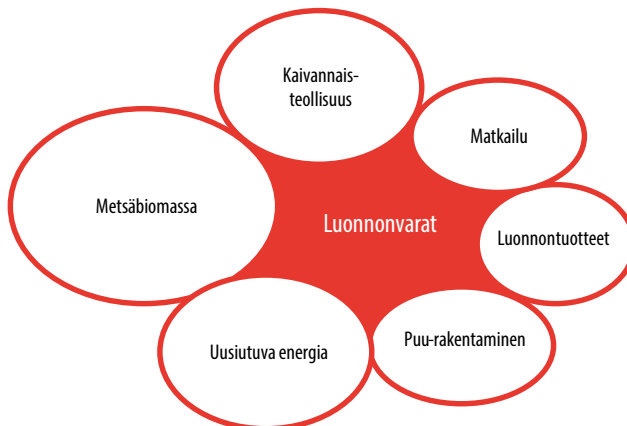 Kaivannais-
teollisuus
Matkailu
Metsäbiomassa
Luonnonvarat
Luonnontuotteet
Uusiutuva energia
Puu-rakentaminen